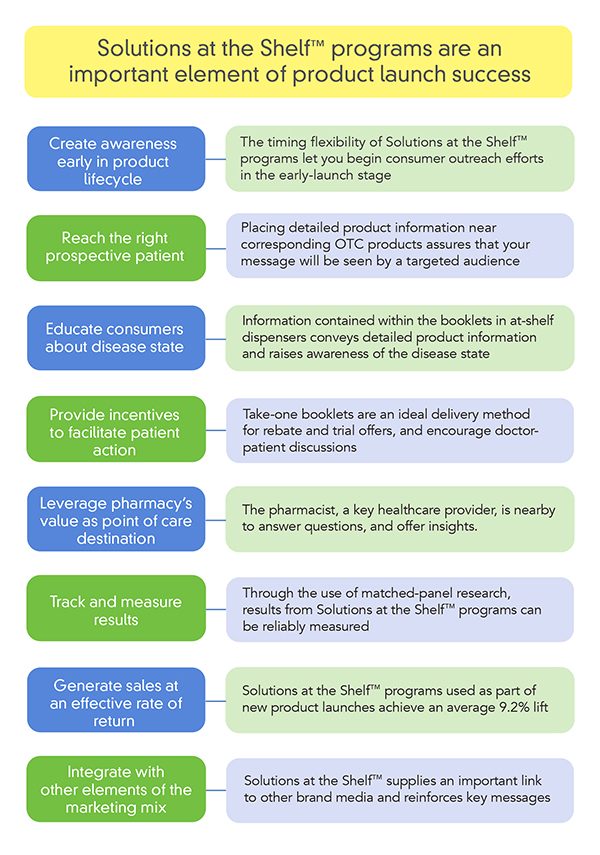 Solutions at the Shelf™ programs are an
important element of product launch success
Create awareness
early in product
lifecycle
The timing flexibility of Solutions at the Shelf™
programs let you begin consumer outreach efforts
in the early-launch stage
Reach the right
prospective patient
Placing detailed product information near
corresponding OTC products assures that your
message will be seen by a targeted audience
Educate consumers
about disease state
Information contained within the booklets in at-shelf
dispensers conveys detailed product information
and raises awareness of the disease state
Provide incentives
to facilitate patient
action
Take-one booklets are an ideal delivery method
for rebate and trial offers, and encourage doctor-
patient discussions
Leverage pharmacy's
value as point of care
destination
The pharmacist, a key healthcare provider, is nearby
to answer questions, and offer insights.
Track and measure
results
Through the use of matched-panel research,
results from Solutions at the Shelf™ programs can
be reliably measured
Generate sales at
an effective rate of
return
Solutions at the Shelf™ programs used as part of
new product launches achieve an average 9.2% lift
Integrate with
other elements of the
marketing mix
Solutions at the Shelf™ supplies an important link
to other brand media and reinforces key messages